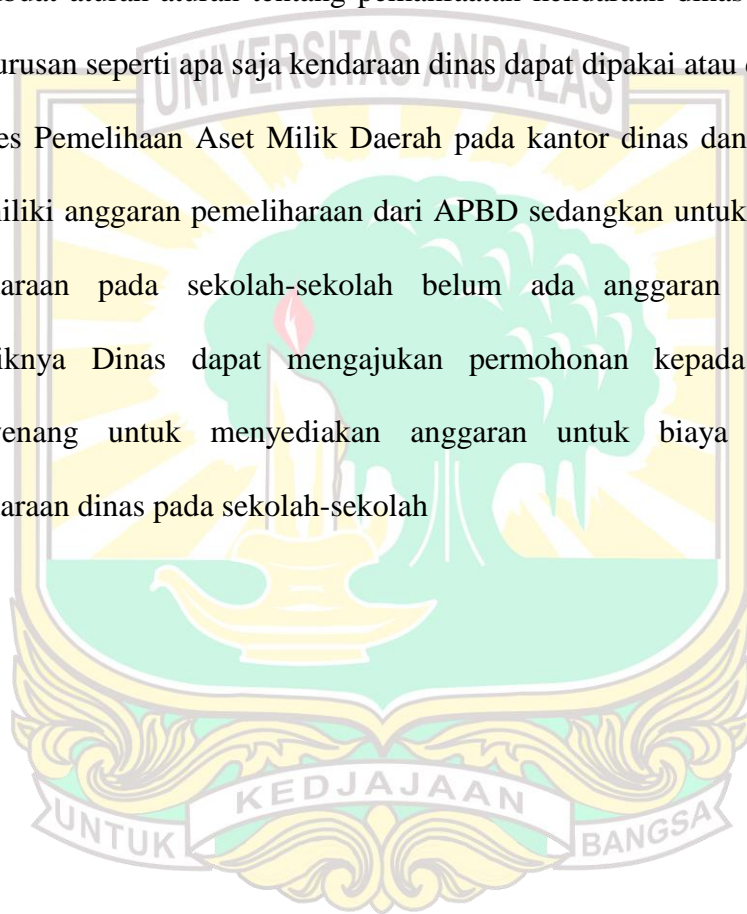 buat aturan-aturan tentang pemanfaatan kendaraan dinas
urusan seperti apa saja kendaraan dinas dapat dipakai atau
es Pemelihaan Aset Milik Daerah pada kantor dinas dan
niliki anggaran pemeliharaan dari APBD sedangkan untuk
araan pada sekolah-sekolah belum ada anggaran
iknya Dinas dapat mengajukan permohonan kepada
enang untuk menyediakan anggaran untuk biaya
araan dinas pada sekolah-sekolah
UNIVERSITAS ANDALAS
UNTUK KEDJAJAAN BANGSA